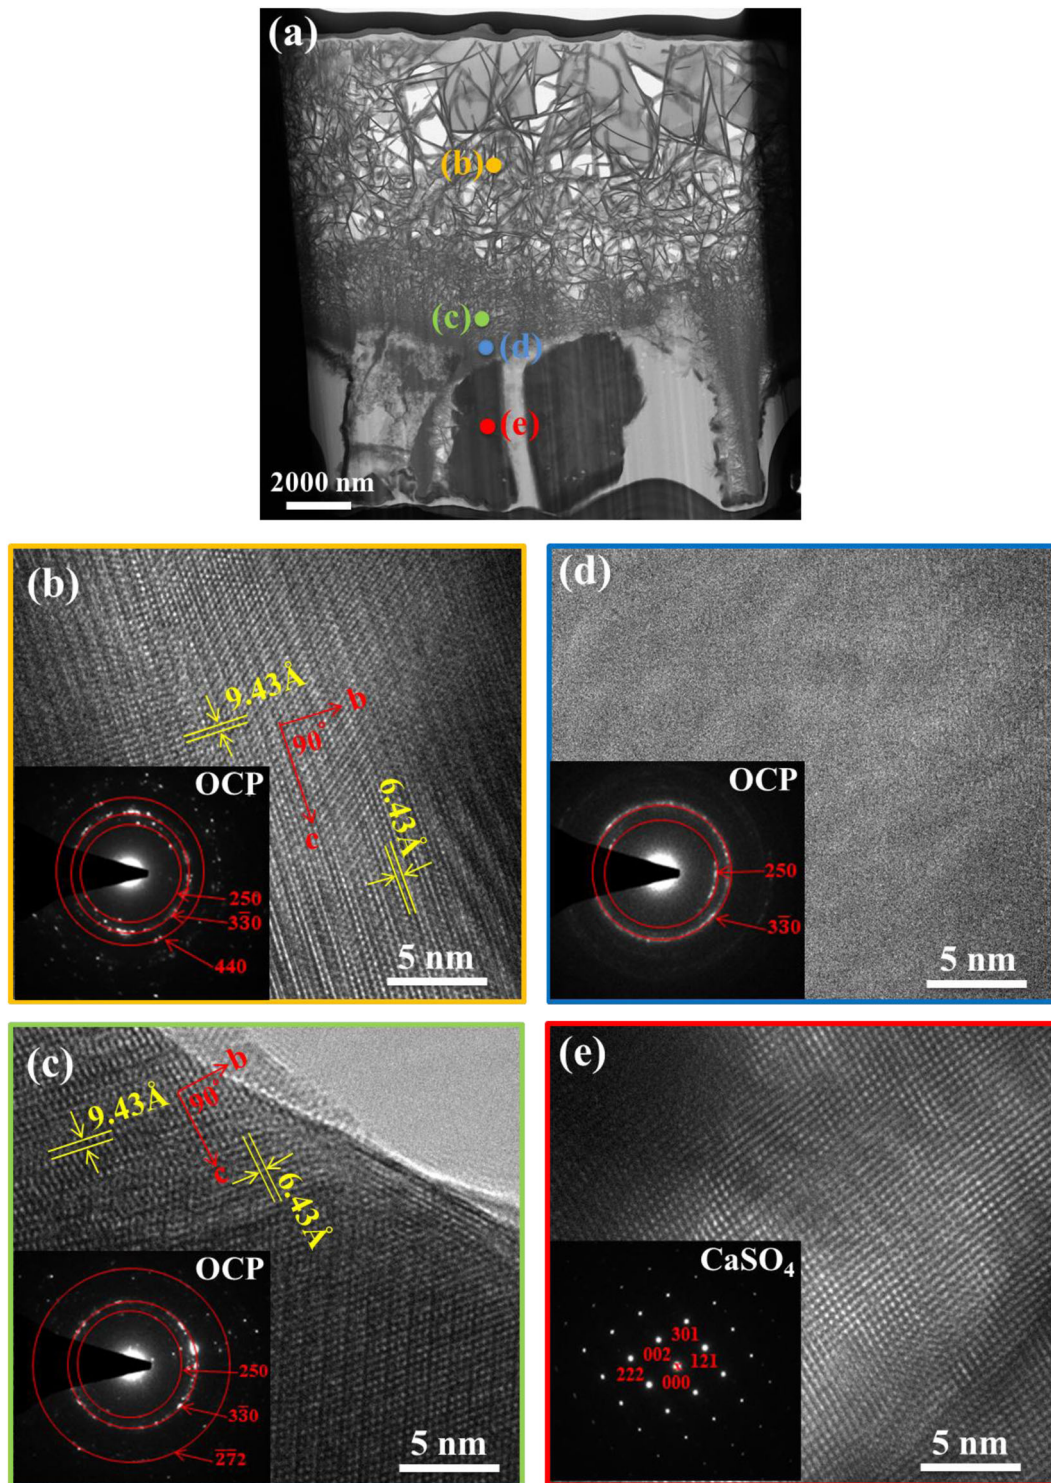 (a)
(b)
(c)
(d)
(e)
2000 nm
(b)
9.43Å
b
90°
6.43Å
c
OCP
250
33̄0
440
5 nm
(d)
OCP
250
33̄0
5 nm
(c)
b
90°
9.43Å
c
6.43Å
OCP
250
33̄0
2̄7̄2
5 nm
(e)
CaSO₄
301
002 121
222
000
5 nm